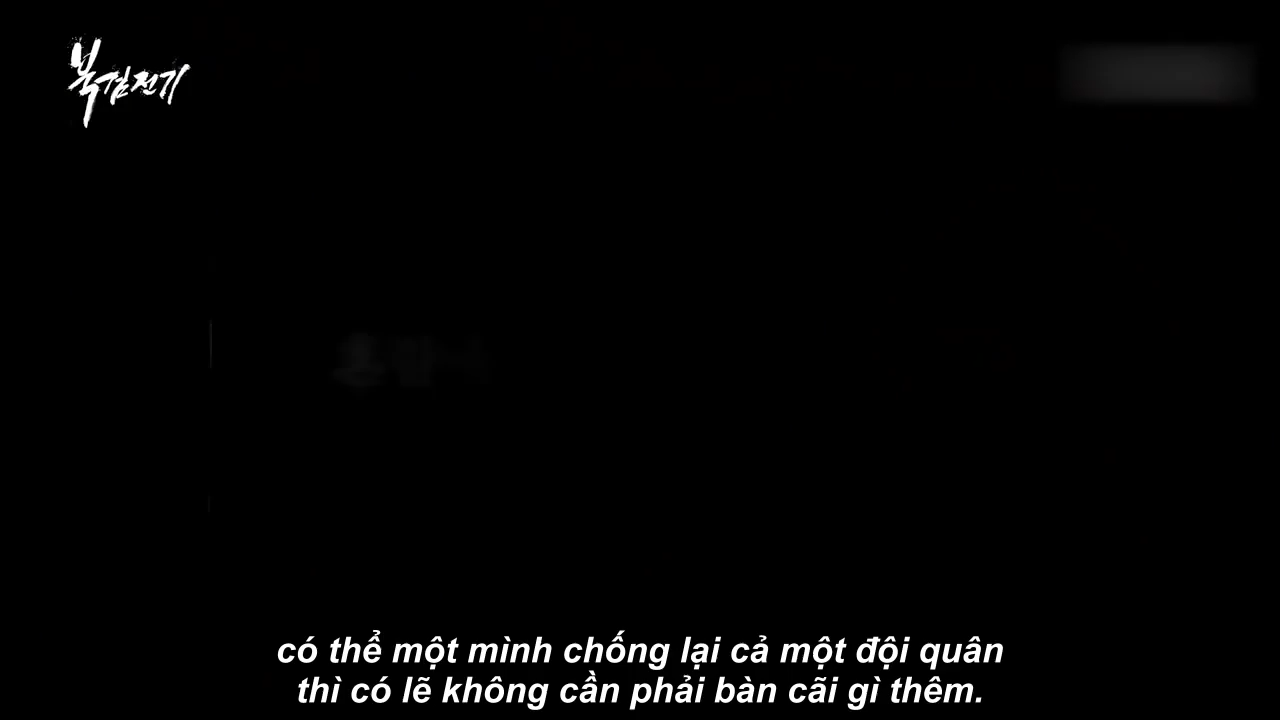 북검전기
có thể một mình chống lại cả một đội quân
thì có lẽ không cần phải bàn cãi gì thêm.